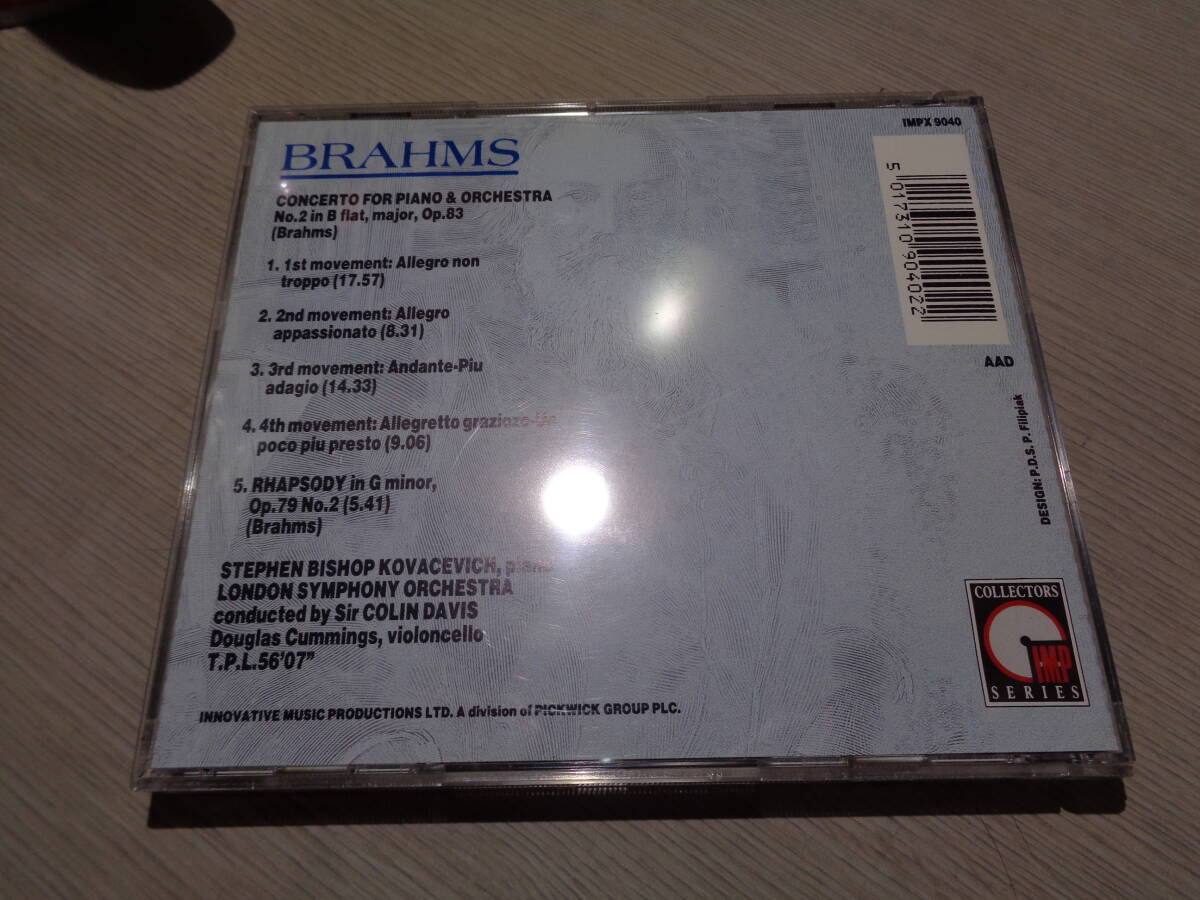 BRAHMS
CONCERTO FOR PIANO & ORCHESTRA
No.2 in B flat, major, Op.83
(Brahms)
1. 1st movement: Allegro non
troppo (17.57)
2. 2nd movement: Allegro
appassionato (8.31)
3. 3rd movement: Andante-Piu
adagio (14.33)
4. 4th movement: Allegretto graziozo-Un
poco piu presto (9.06)
5. RHAPSODY in G minor,
Op.79 No.2 (5.41)
(Brahms)
STEPHEN BISHOP KOVACEVICH, piano
LONDON SYMPHONY ORCHESTRA
conducted by Sir COLIN DAVIS
Douglas Cummings, violoncello
T.P.L.56'07"
INNOVATIVE MUSIC PRODUCTIONS LTD. A division of PICKWICK GROUP PLC.
IMPX 9040
5 017310 904022
AAD
DESIGN: P.D.S. P. Filipiak
COLLECTORS
IMP
SERIES